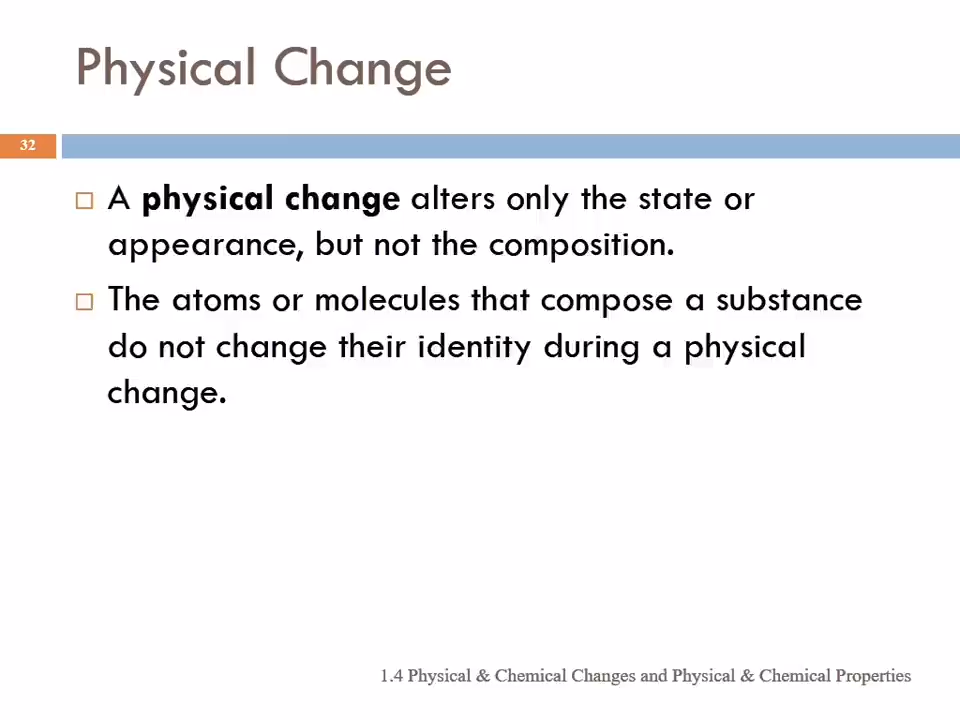 Physical Change
32
A physical change alters only the state or
appearance, but not the composition.
The atoms or molecules that compose a substance
do not change their identity during a physical
change.
1.4 Physical & Chemical Changes and Physical & Chemical Properties